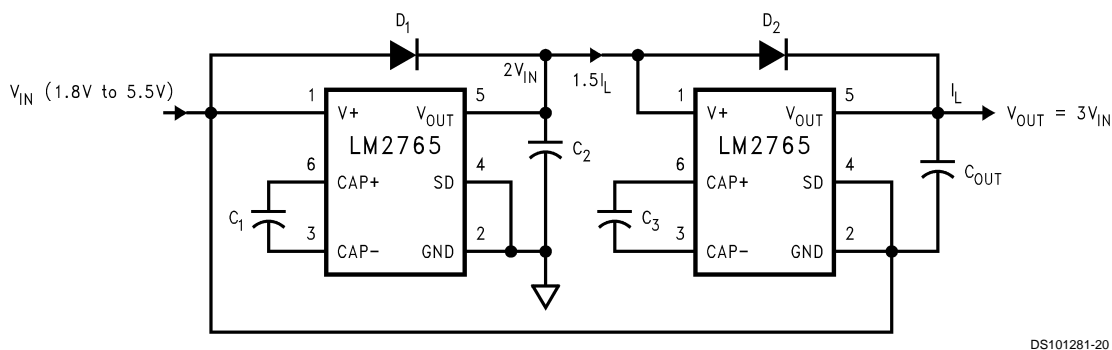 D1
D2
2VIN
1.5IL
VIN (1.8V to 5.5V)
1
V+
VOUT
5
LM2765
6
CAP+
SD
4
C1
3
CAP-
GND
2
C2
1
V+
VOUT
5
LM2765
6
CAP+
SD
4
C3
3
CAP-
GND
2
IL
VOUT = 3VIN
COUT
DS101281-20